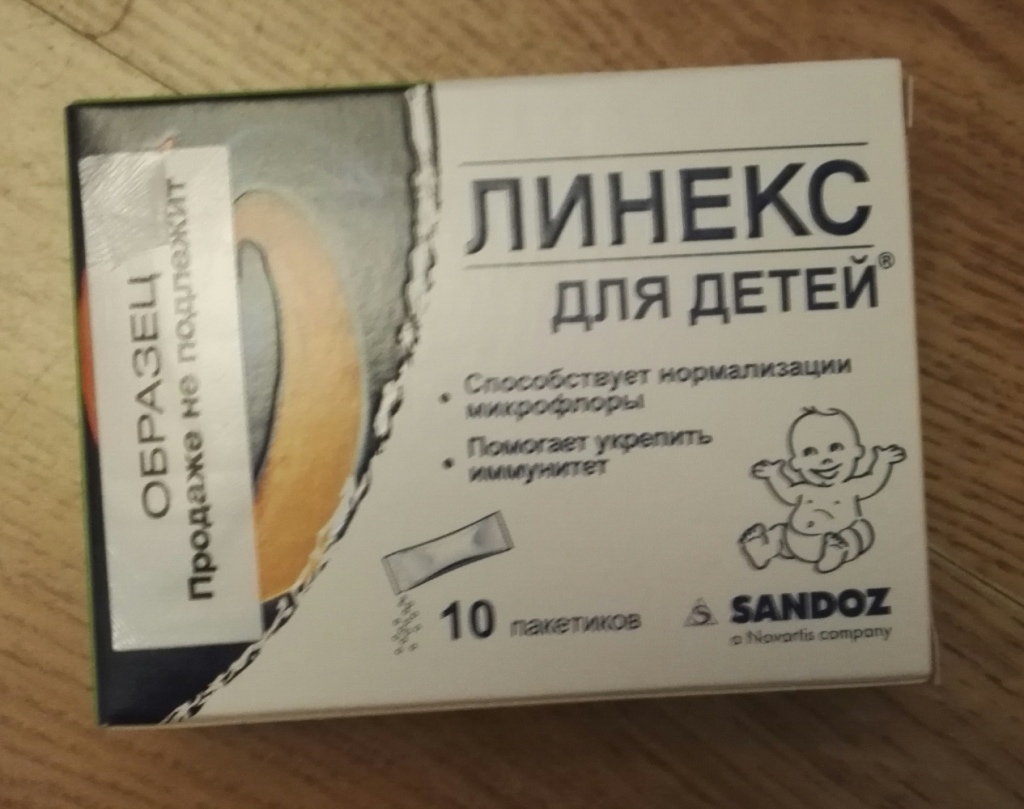 ОБРАЗЕЦ
Продаже не подлежит
ЛИНЕКС
ДЛЯ ДЕТЕЙ®
• Способствует нормализации
микрофлоры
• Помогает укрепить
иммунитет
10 пакетиков
S SANDOZ
a Novartis company